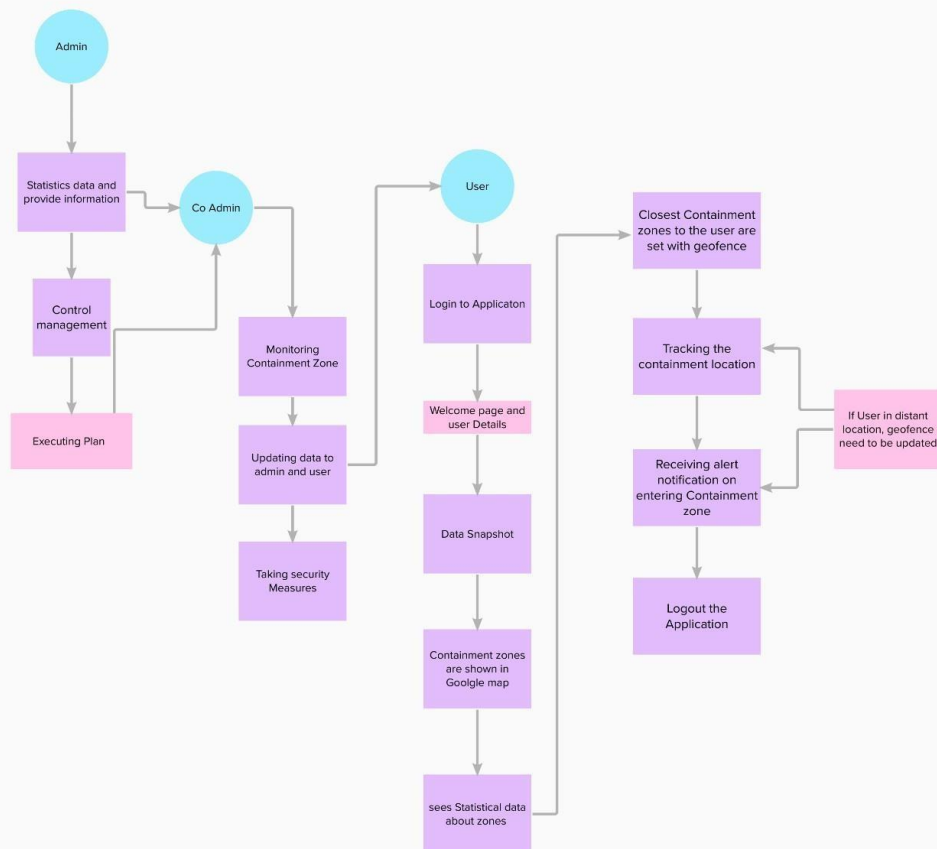 Admin
Statistics data and
provide information
Control
management
Executing Plan
Co Admin
Monitoring
Containment Zone
Updating data to
admin and user
Taking security
Measures
User
Login to Applicaton
Welcome page and
user Details
Data Snapshot
Containment zones
are shown in
Goolgle map
sees Statistical data
about zones
Closest Containment
zones to the user are
set with geofence
Tracking the
containment location
Receiving alert
notification on
entering Containment
zone
Logout the
Application
If User in distant
location, geofence
need to be updated